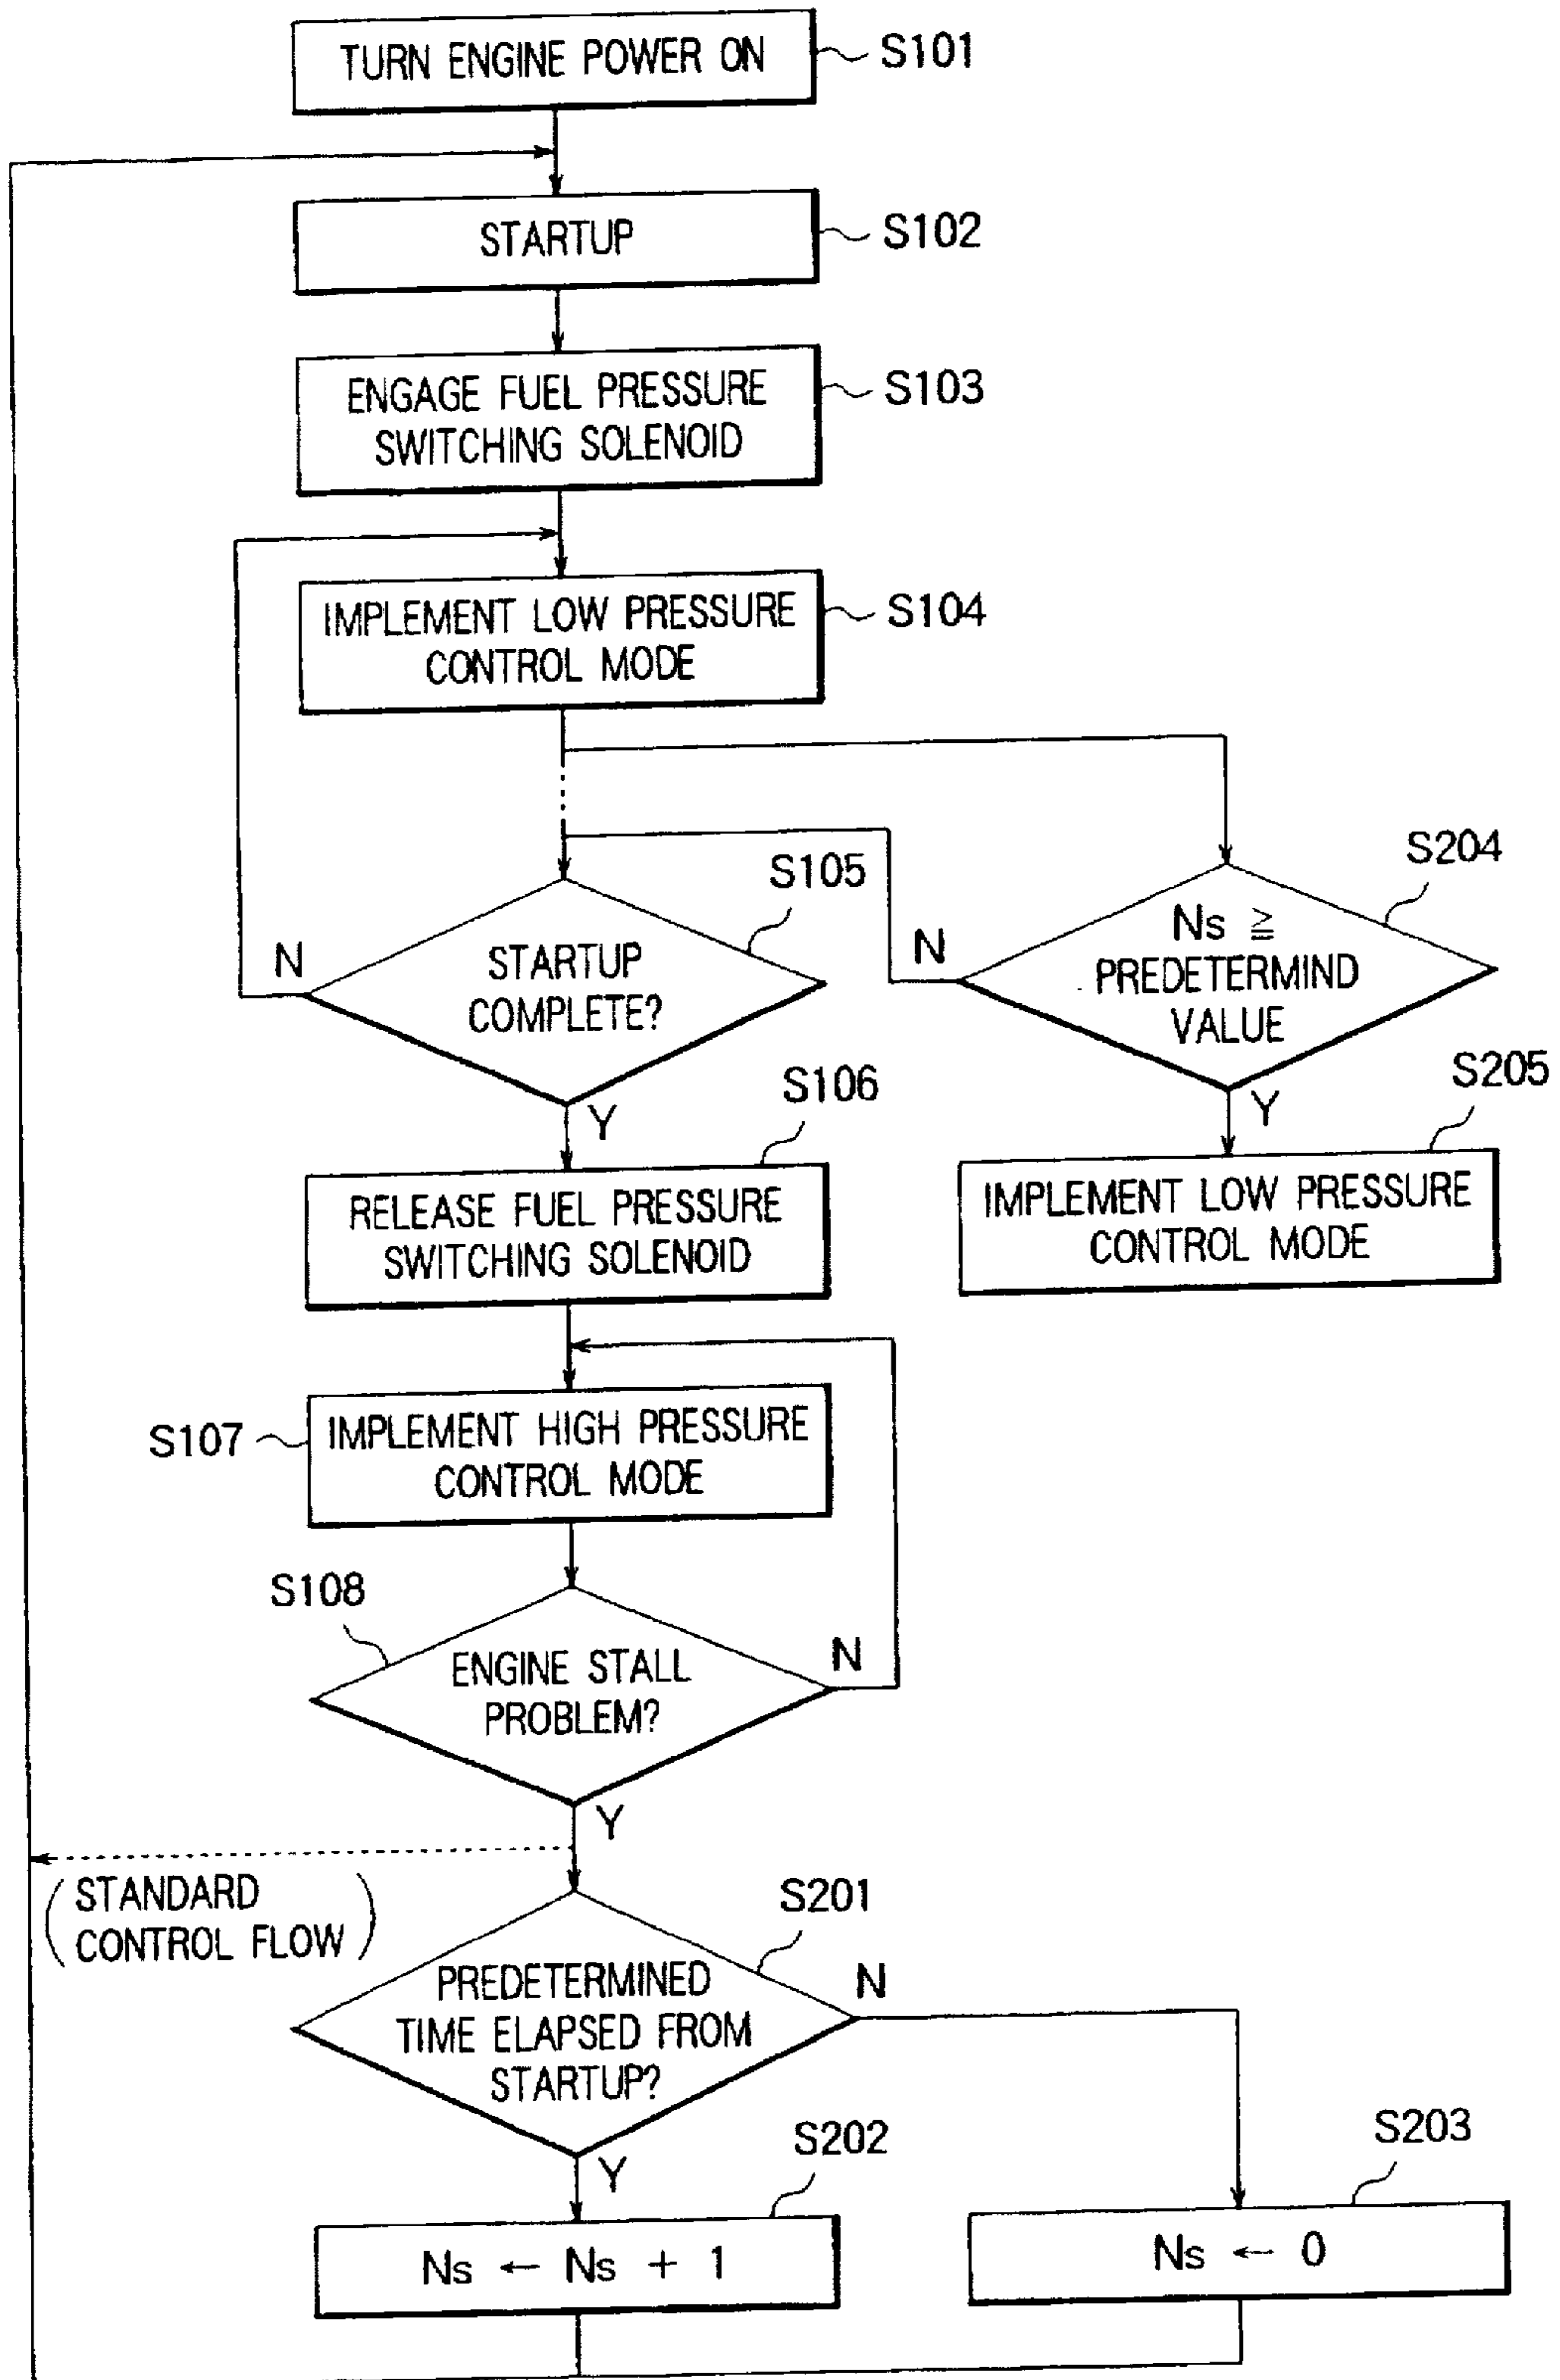 TURN ENGINE POWER ON
S101
STARTUP
S102
ENGAGE FUEL PRESSURE
SWITCHING SOLENOID
S103
IMPLEMENT LOW PRESSURE
CONTROL MODE
S104
S105
STARTUP
COMPLETE?
N
Y
S204
Ns ≧
PREDETERMIND
VALUE
N
Y
S106
RELEASE FUEL PRESSURE
SWITCHING SOLENOID
S205
IMPLEMENT LOW PRESSURE
CONTROL MODE
S107
IMPLEMENT HIGH PRESSURE
CONTROL MODE
S108
ENGINE STALL
PROBLEM?
N
Y
(STANDARD
CONTROL FLOW)
S201
PREDETERMINED
TIME ELAPSED FROM
STARTUP?
N
Y
S202
Ns ← Ns + 1
S203
Ns ← 0